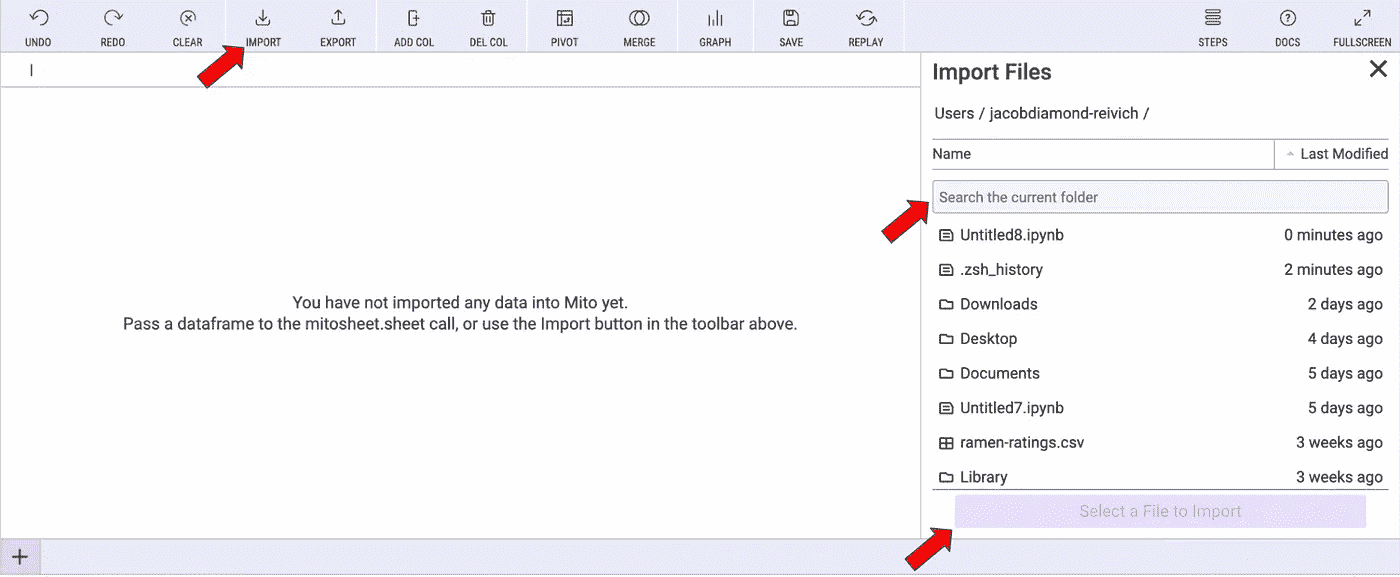 UNDO REDO CLEAR IMPORT EXPORT ADD COL DEL COL PIVOT MERGE GRAPH SAVE REPLAY STEPS DOCS FULLSCREEN
Import Files
Users / jacobdiamond-reivich /
Name Last Modified
Search the current folder
Untitled8.ipynb 0 minutes ago
.zsh_history 2 minutes ago
Downloads 2 days ago
Desktop 4 days ago
Documents 5 days ago
Untitled7.ipynb 5 days ago
ramen-ratings.csv 3 weeks ago
Library 3 weeks ago
Select a File to Import
You have not imported any data into Mito yet.
Pass a dataframe to the mitosheet.sheet call, or use the Import button in the toolbar above.